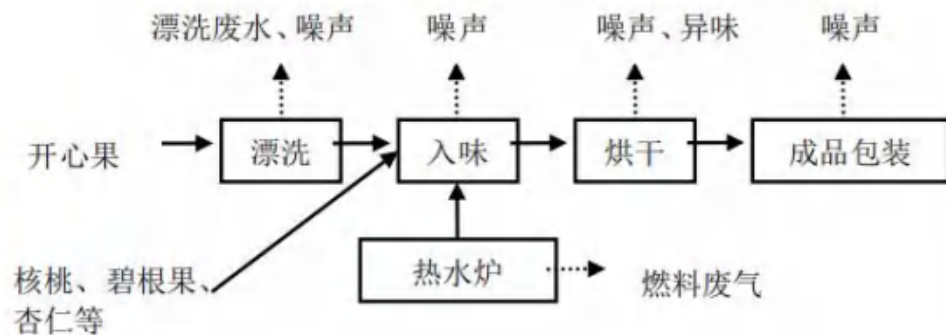 漂洗废水、噪声 噪声 噪声、异味 噪声
开心果 漂洗 入味 烘干 成品包装
核桃、碧根果、
杏仁等
热水炉 燃料废气